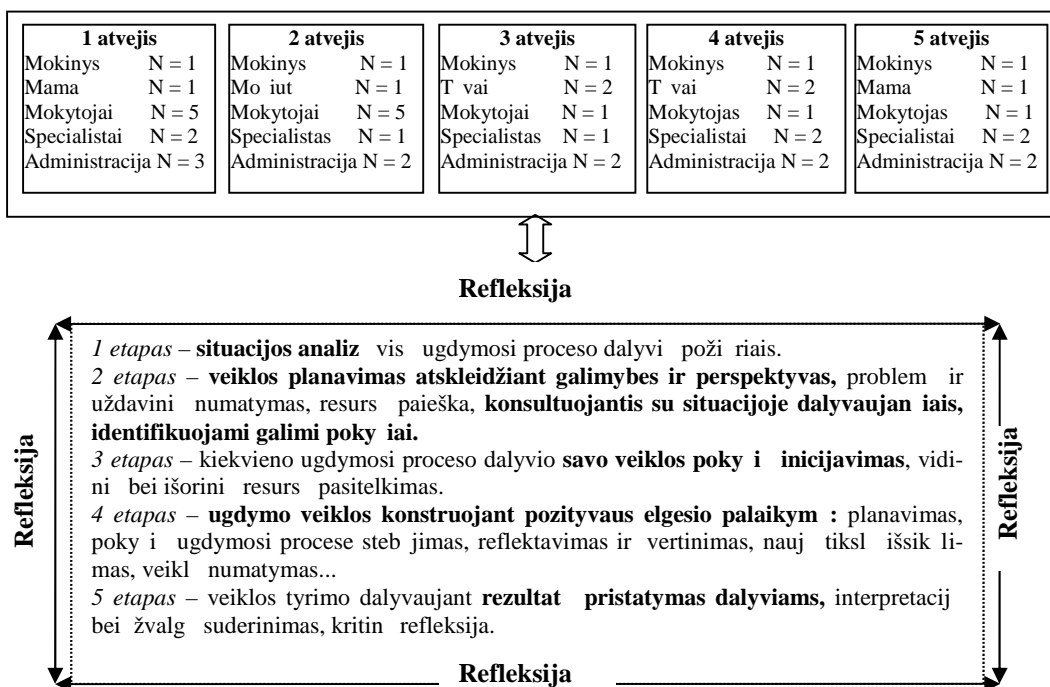 1 atvejis
Mokinys N = 1
Mama N = 1
Mokytojai N = 5
Specialistai N = 2
Administracija N = 3
2 atvejis
Mokinys N = 1
Mo iut N = 1
Mokytojai N = 5
Specialistas N = 1
Administracija N = 2
3 atvejis
Mokinys N = 1
T vai N = 2
Mokytojai N = 1
Specialistas N = 1
Administracija N = 2
4 atvejis
Mokinys N = 1
T vai N = 2
Mokytojas N = 1
Specialistai N = 2
Administracija N = 2
5 atvejis
Mokinys N = 1
Mama N = 1
Mokytojas N = 1
Specialistai N = 2
Administracija N = 2
Refleksija
Refleksija
1 etapas – situacijos analiz vis ugdymosi proceso dalyvi poži riais.
2 etapas – veiklos planavimas atskleidžiant galimybes ir perspektyvas, problem ir
uždavini numatymas, resurs paieška, konsultuojantis su situacijoje dalyvaujan iais,
identifikuojami galimi poky iai.
3 etapas – kiekvieno ugdymosi proceso dalyvio savo veiklos poky i inicijavimas, vidi-
ni bei išorini resurs pasitelkimas.
4 etapas – ugdymo veiklos konstruojant pozityvaus elgesio palaikym : planavimas,
poky i ugdymosi procese steb jimas, reflektavimas ir vertinimas, nauj tiksl išsik li-
mas, veikl numatymas...
5 etapas – veiklos tyrimo dalyvaujant rezultat pristatymas dalyviams, interpretacij
bei žvalg suderinimas, kritin refleksija.
Refleksija
Refleksija